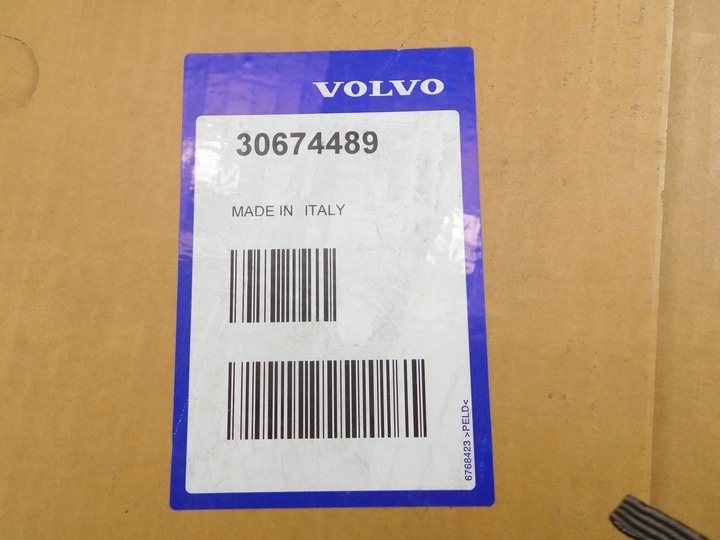 VOLVO
30674489
MADE IN ITALY
6768423 >PELD<